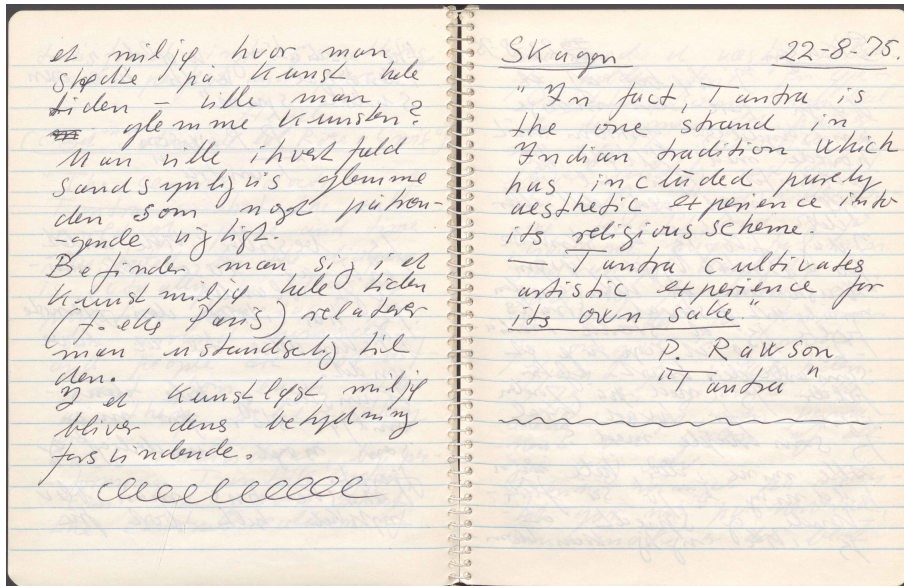 et miljø hvor man
stødte på kunst hele
tiden – ville man
glemme kunsten?
Man ville ihvert fald
sandsynligvis glemme
den som noget påtræn-
-gende vigtigt.
Befinder man sig i et
kunstmiljø hele tiden
(f.eks Paris) relaterer
man ustandselig til
den.
I et kunstløst miljø
bliver dens betydning
forsvindende.
Skagen 22-8-75.
"In fact, Tantra is
the one strand in
Indian tradition which
has included purely
aesthetic experience into
its religious scheme.
— Tantra cultivates
artistic experience for
its own sake."
P. Rawson
"Tantra"